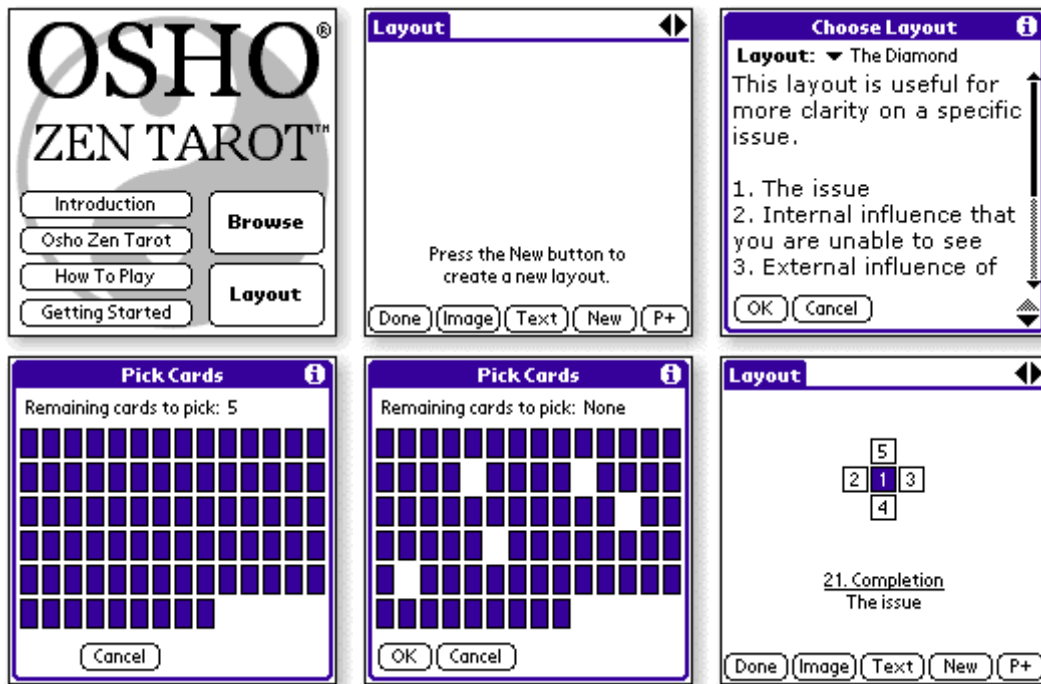 OSHO®
ZEN TAROT™
Introduction
Osho Zen Tarot
How To Play
Getting Started
Browse
Layout
Layout
Press the New button to
create a new layout.
Done Image Text New P+
Choose Layout i
Layout: The Diamond
This layout is useful for
more clarity on a specific
issue.
1. The issue
2. Internal influence that
you are unable to see
3. External influence of
OK Cancel
Pick Cards i
Remaining cards to pick: 5
Cancel
Pick Cards i
Remaining cards to pick: None
OK Cancel
Layout
5
2 1 3
4
21. Completion
The issue
Done Image Text New P+